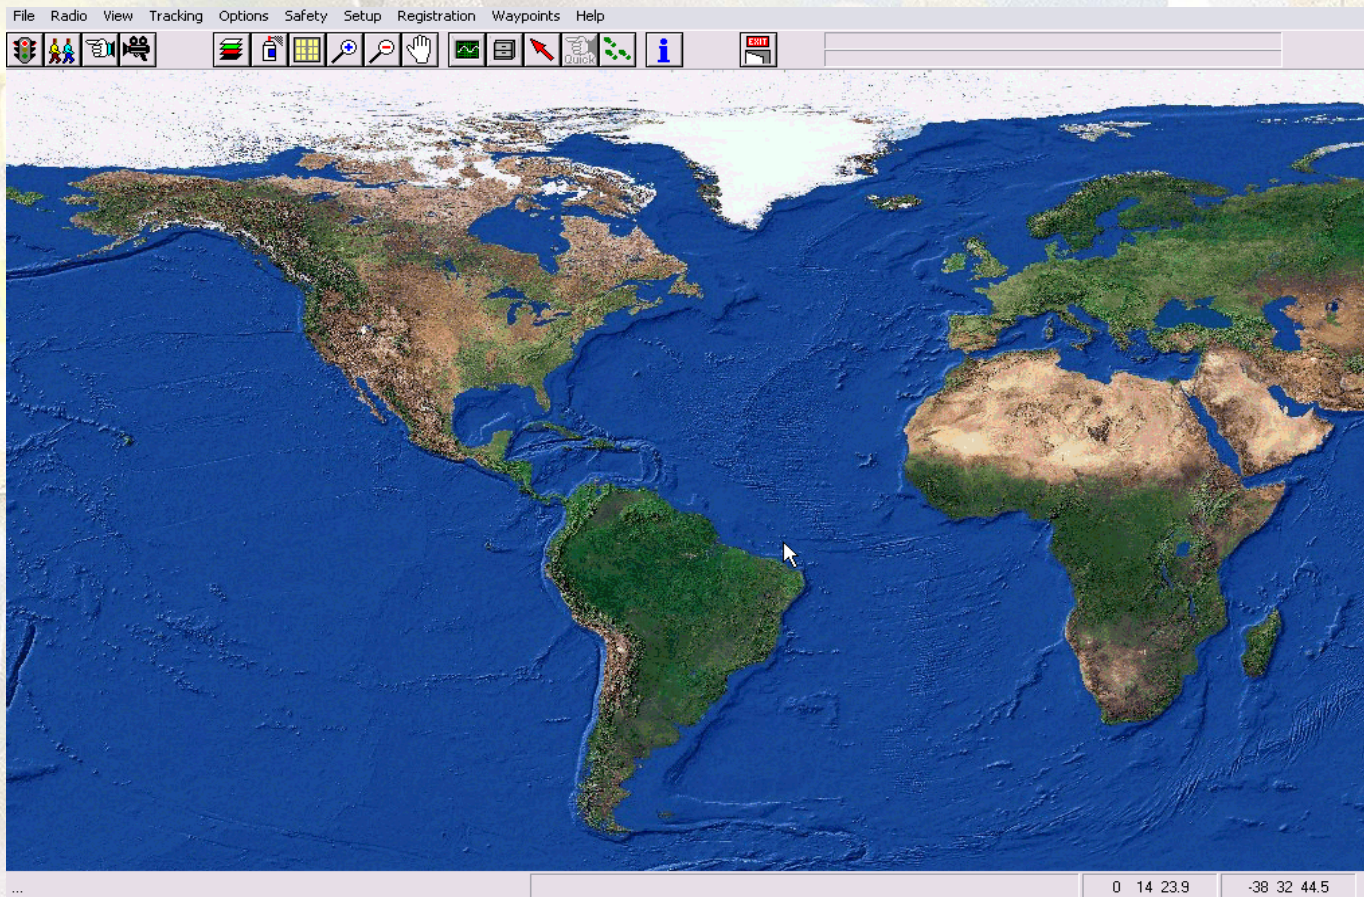 File Radio View Tracking Options Safety Setup Registration Waypoints Help
Quick EXIT
... 0 14 23.9 -38 32 44.5